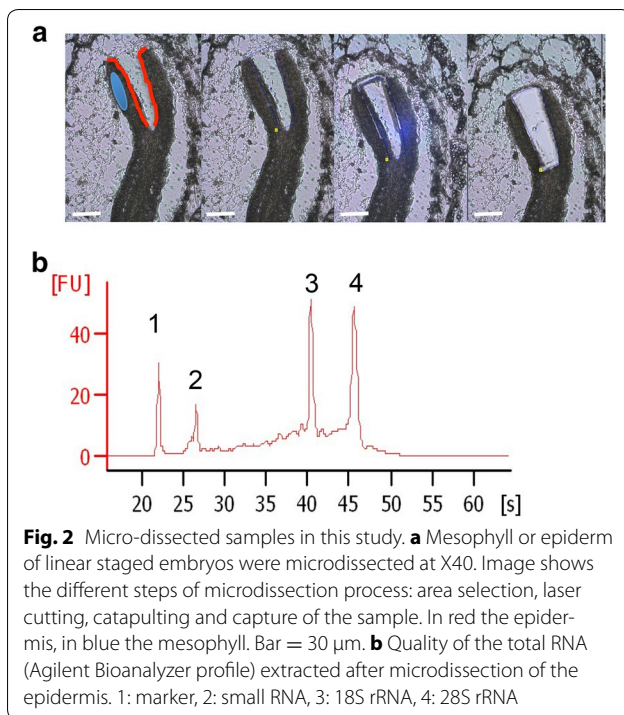 a
b
[FU]
1
2
3
4
40
20
0
20 25 30 35 40 45 50 55 60 [s]
Fig. 2 Micro-dissected samples in this study. a Mesophyll or epiderm
of linear staged embryos were microdissected at X40. Image shows
the different steps of microdissection process: area selection, laser
cutting, catapulting and capture of the sample. In red the epider-
mis, in blue the mesophyll. Bar = 30 μm. b Quality of the total RNA
(Agilent Bioanalyzer profile) extracted after microdissection of the
epidermis. 1: marker, 2: small RNA, 3: 18S rRNA, 4: 28S rRNA